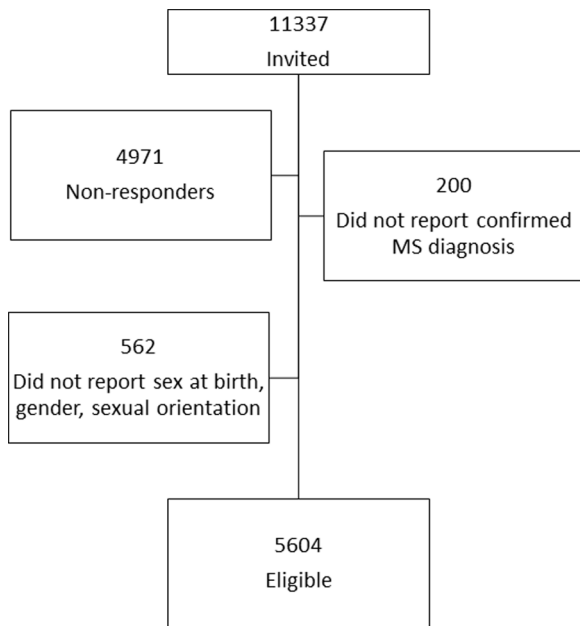 11337
Invited
4971
Non-responders
200
Did not report confirmed
MS diagnosis
562
Did not report sex at birth,
gender, sexual orientation
5604
Eligible